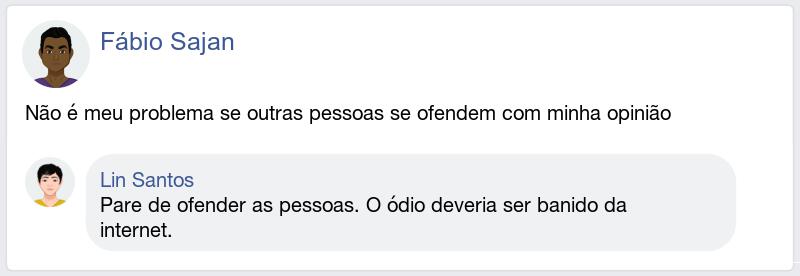 Fábio Sajan
Não é meu problema se outras pessoas se ofendem com minha opinião
Lin Santos
Pare de ofender as pessoas. O ódio deveria ser banido da
internet.